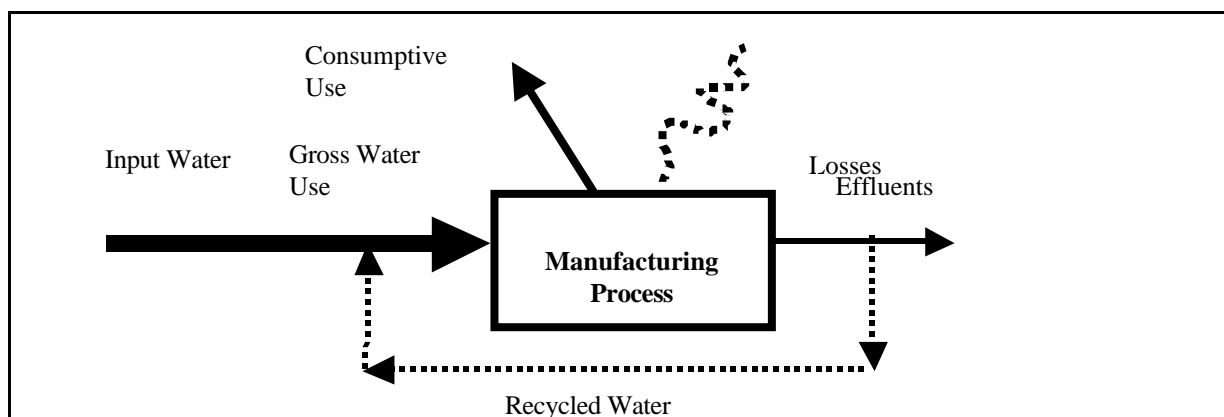 Consumptive
Use
Input Water
Gross Water
Use
Losses
Effluents
Manufacturing
Process
Recycled Water